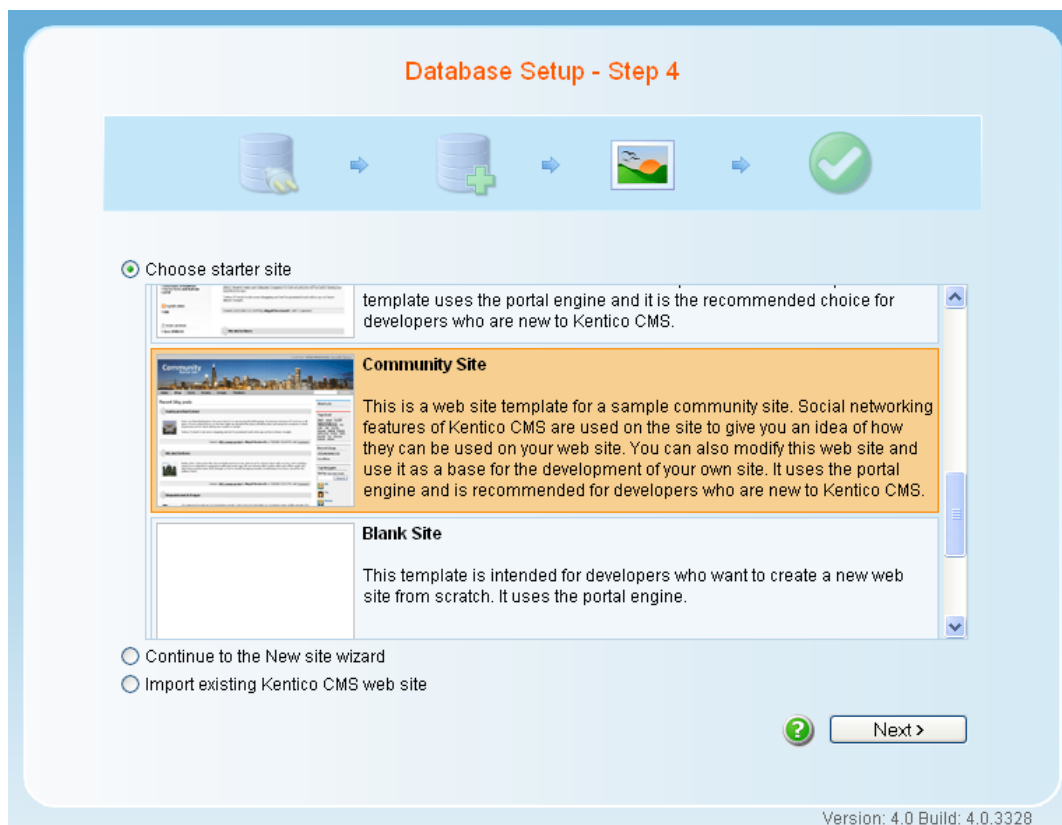 Database Setup - Step 4
Choose starter site
template uses the portal engine and it is the recommended choice for
developers who are new to Kentico CMS.
Community
Community Site
This is a web site template for a sample community site. Social networking
features of Kentico CMS are used on the site to give you an idea of how
they can be used on your web site. You can also modify this web site and
use it as a base for the development of your own site. It uses the portal
engine and is recommended for developers who are new to Kentico CMS.
Blank Site
This template is intended for developers who want to create a new web
site from scratch. It uses the portal engine.
Continue to the New site wizard
Import existing Kentico CMS web site
Next >
Version: 4.0 Build: 4.0.3328